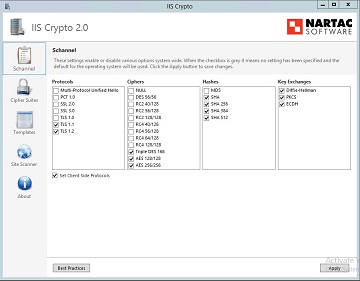 IIS Crypto
IIS Crypto 2.0
NARTAC
SOFTWARE
Schannel
These settings enable or disable various options system wide. When the checkbox is grey it means no setting has been specified and the
default for the operating system will be used. Click the Apply button to save changes.
Schannel
Cipher Suites
Templates
Site Scanner
About
Protocols
Multi-Protocol Unified Hello
PCT 1.0
SSL 2.0
SSL 3.0
TLS 1.0
TLS 1.1
TLS 1.2
Ciphers
NULL
DES 56/56
RC2 40/128
RC2 56/128
RC2 128/128
RC4 40/128
RC4 56/128
RC4 64/128
RC4 128/128
Triple DES 168
AES 128/128
AES 256/256
Hashes
MD5
SHA
SHA 256
SHA 384
SHA 512
Key Exchanges
Diffie-Hellman
PKCS
ECDH
Set Client Side Protocols
Best Practices
Apply
Activate